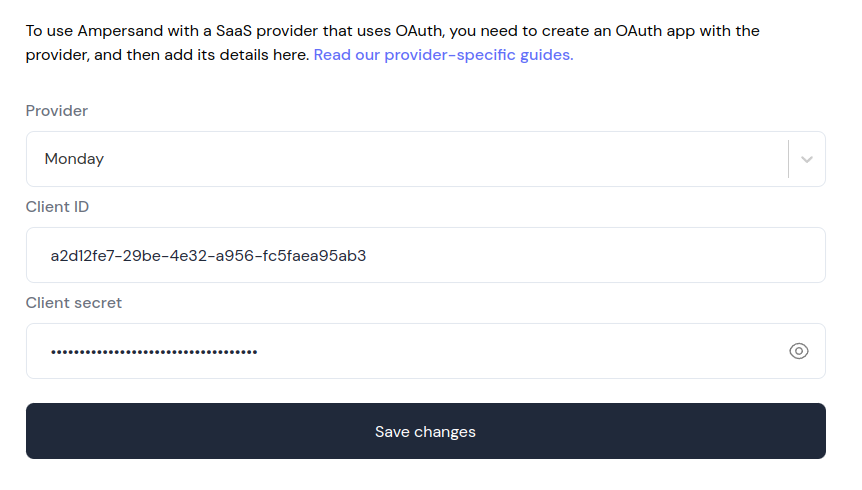 To use Ampersand with a SaaS provider that uses OAuth, you need to create an OAuth app with the
provider, and then add its details here. Read our provider-specific guides.
Provider
Monday
Client ID
a2d12fe7-29be-4e32-a956-fc5faea95ab3
Client secret
••••••••••••••••••••••••••••••••••••
Save changes